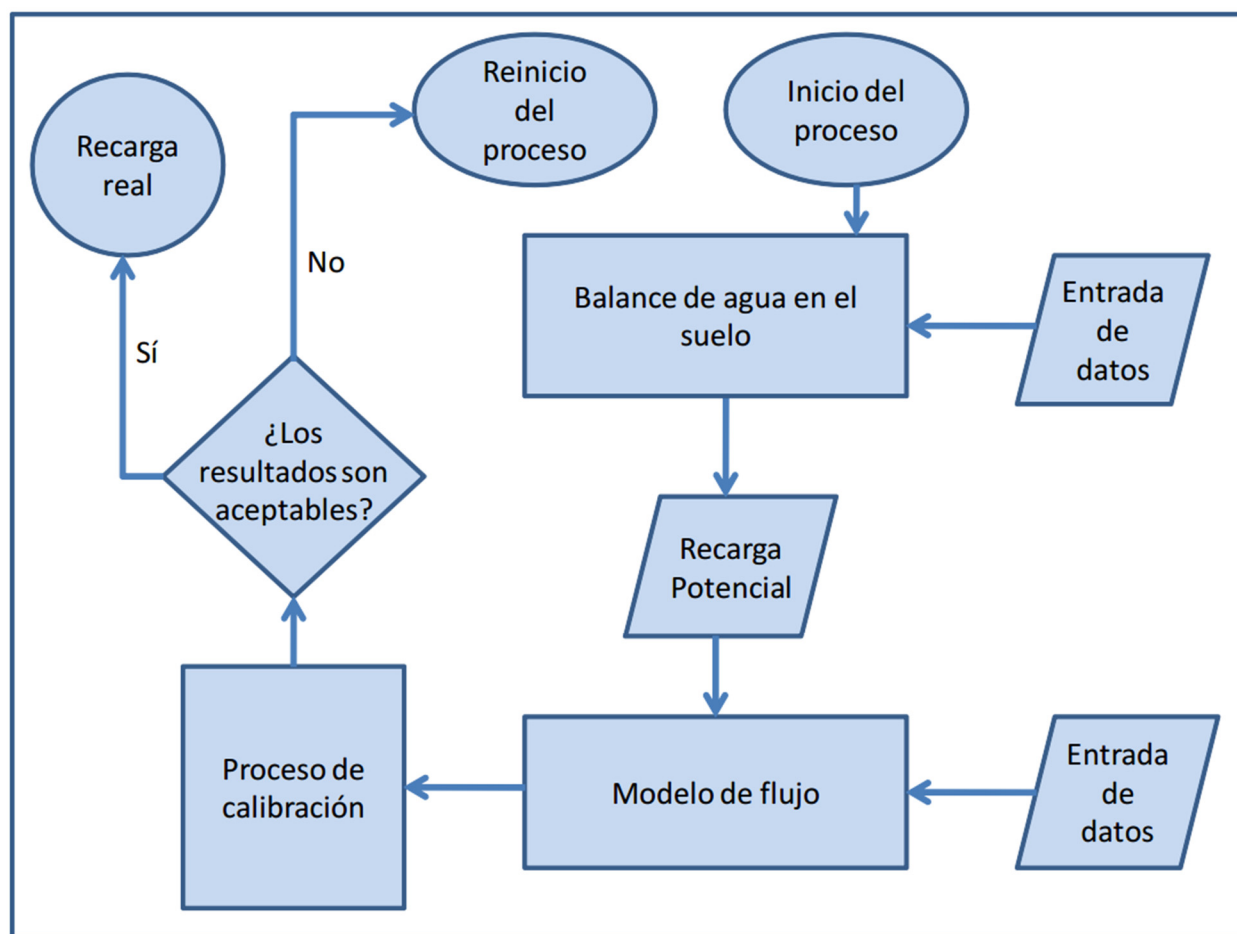 Reinicio
del
proceso
Inicio del
proceso
Recarga
real
No
Sí
Balance de agua en el
suelo
Entrada
de
datos
¿Los
resultados son
aceptables?
Recarga
Potencial
Proceso de
calibración
Modelo de flujo
Entrada
de
datos